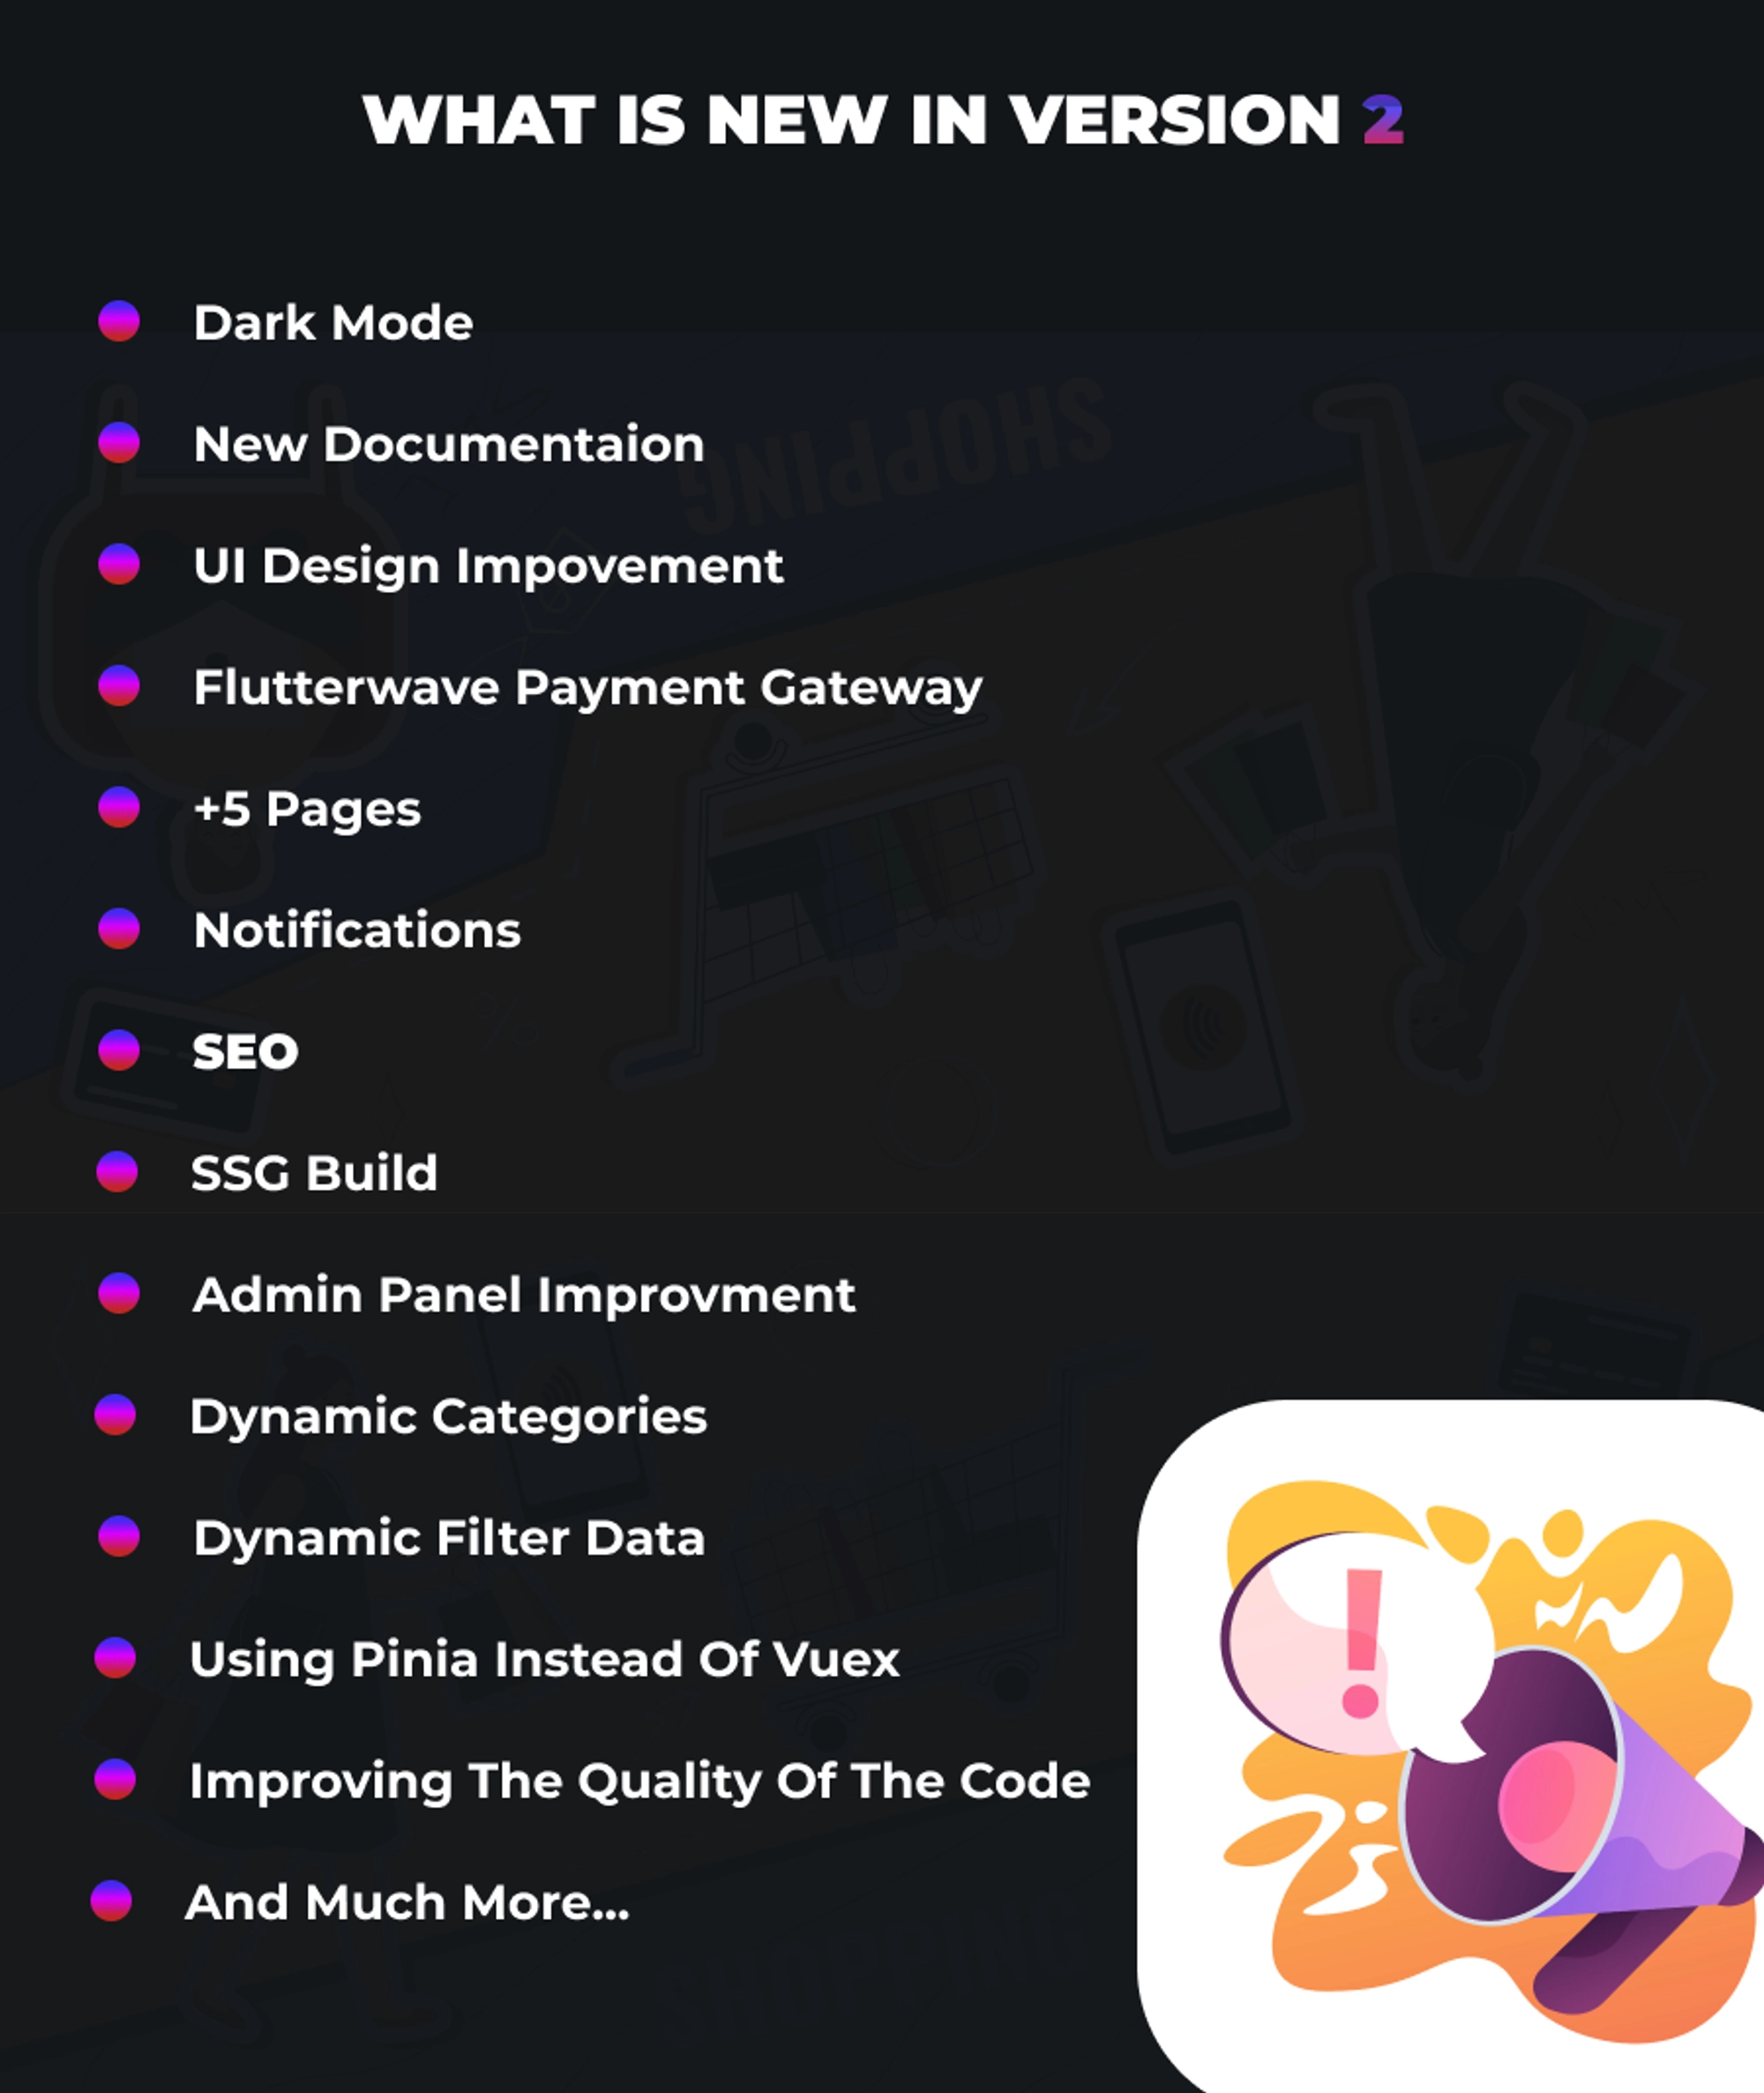 WHAT IS NEW IN VERSION 2
Dark Mode
New Documentaion
SHOPPING
UI Design Impovement
Flutterwave Payment Gateway
+5 Pages
Notifications
SEO
SSG Build
Admin Panel Improvment
Dynamic Categories
Dynamic Filter Data
Using Pinia Instead Of Vuex
Improving The Quality Of The Code
And Much More...
!